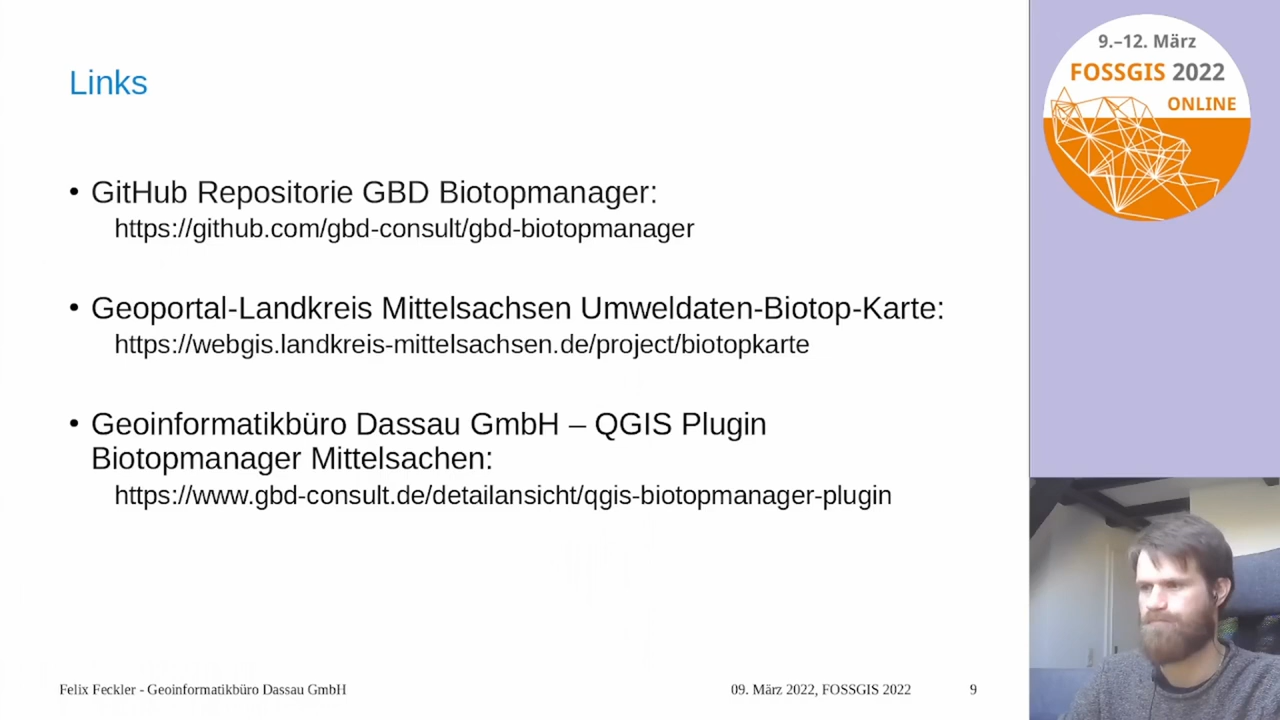 Links
• GitHub Repositorie GBD Biotopmanager:
https://github.com/gbd-consult/gbd-biotopmanager
• Geoportal-Landkreis Mittelsachsen Umweldaten-Biotop-Karte:
https://webgis.landkreis-mittelsachsen.de/project/biotopkarte
• Geoinformatikbüro Dassau GmbH – QGIS Plugin
Biotopmanager Mittelsachen:
https://www.gbd-consult.de/detailansicht/qgis-biotopmanager-plugin
Felix Feckler - Geoinformatikbüro Dassau GmbH
09. März 2022, FOSSGIS 2022
9
9.–12. März
FOSSGIS 2022
ONLINE